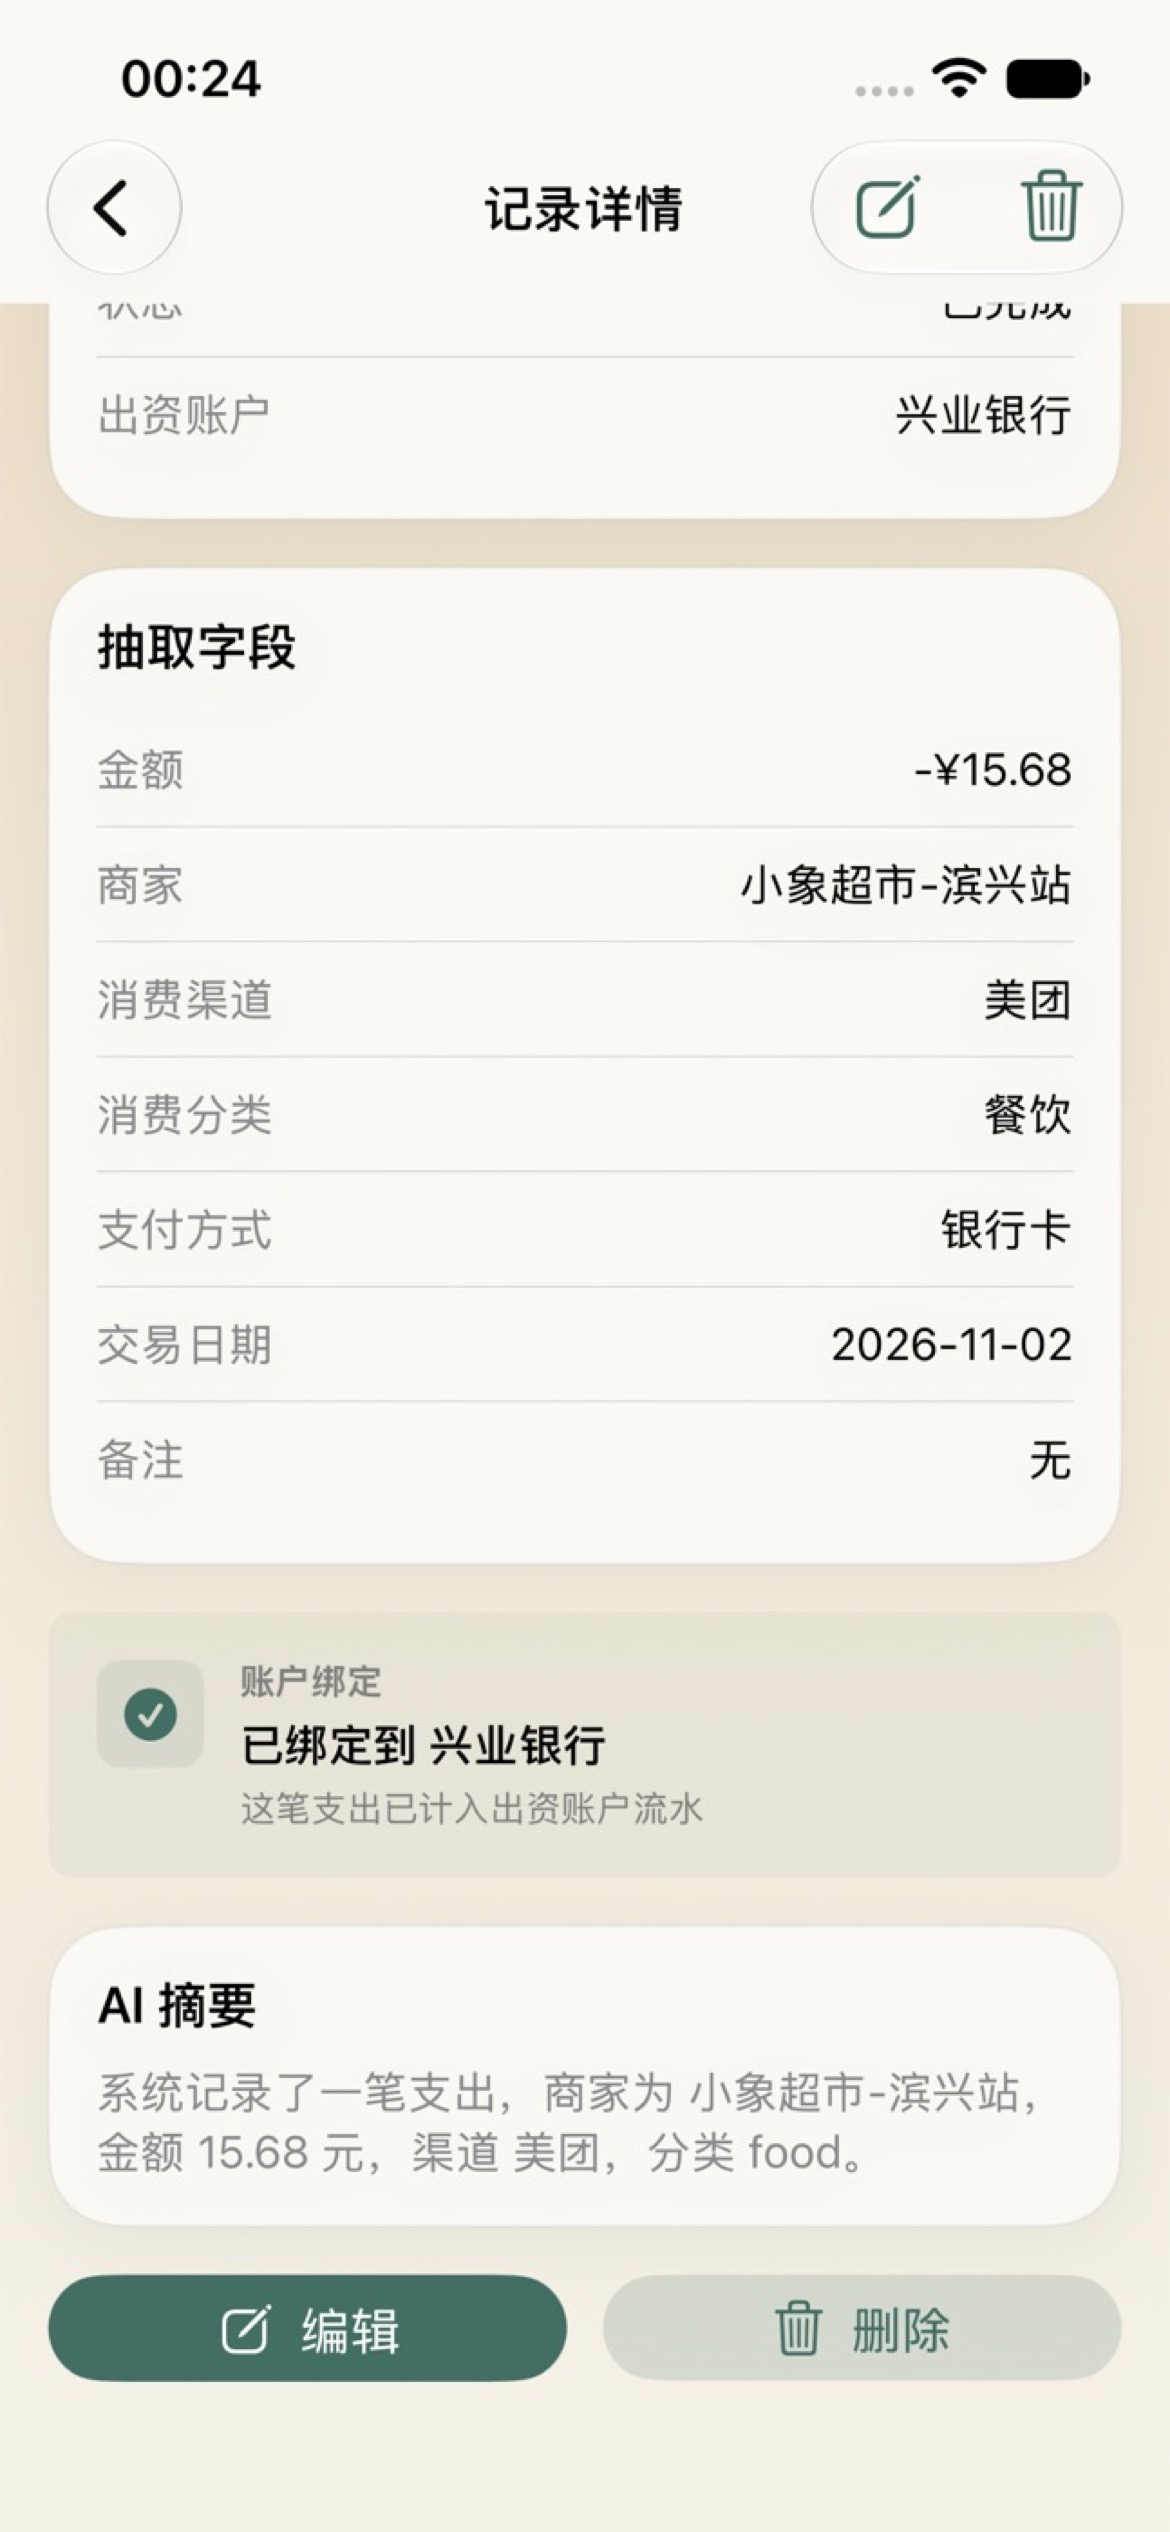 00:24
记录详情
状态 已完成
出资账户 兴业银行
抽取字段
金额 -¥15.68
商家 小象超市-滨兴站
消费渠道 美团
消费分类 餐饮
支付方式 银行卡
交易日期 2026-11-02
备注 无
账户绑定
已绑定到 兴业银行
这笔支出已计入出资账户流水
AI 摘要
系统记录了一笔支出，商家为 小象超市-滨兴站，
金额 15.68 元，渠道 美团，分类 food。
编辑 删除